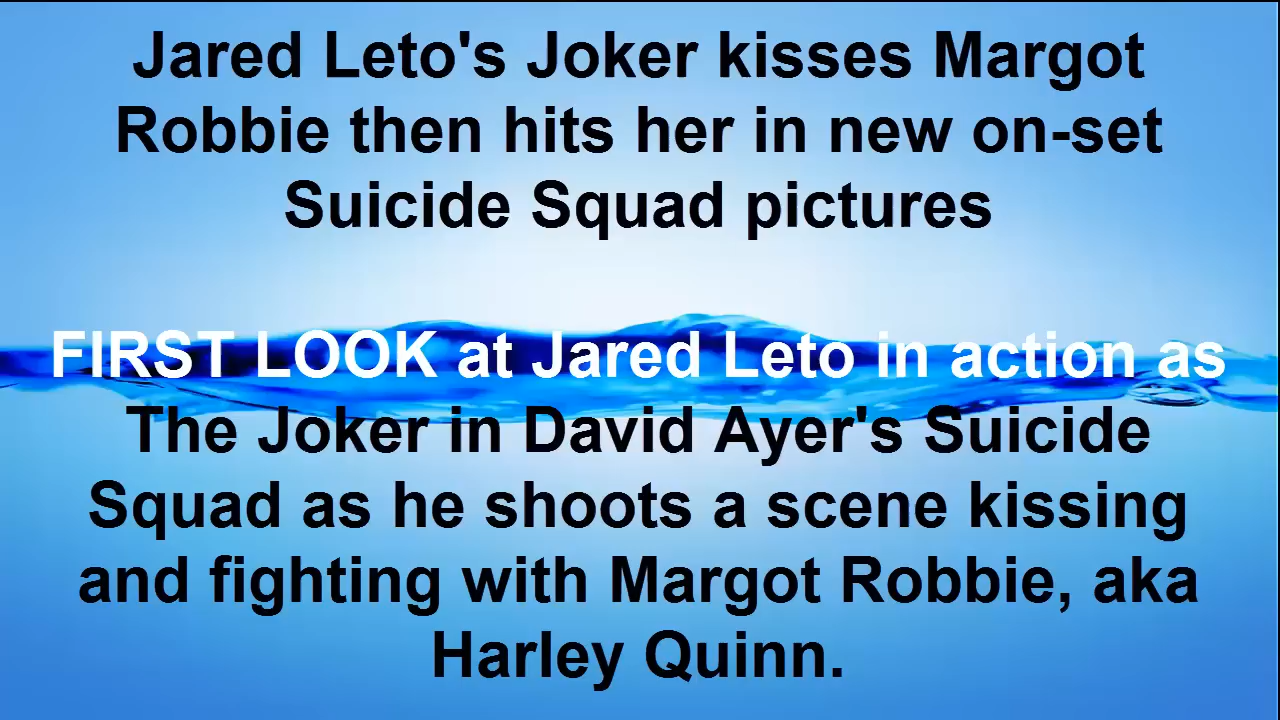 Jared Leto's Joker kisses Margot
Robbie then hits her in new on-set
Suicide Squad pictures
FIRST LOOK at Jared Leto in action as
The Joker in David Ayer's Suicide
Squad as he shoots a scene kissing
and fighting with Margot Robbie, aka
Harley Quinn.